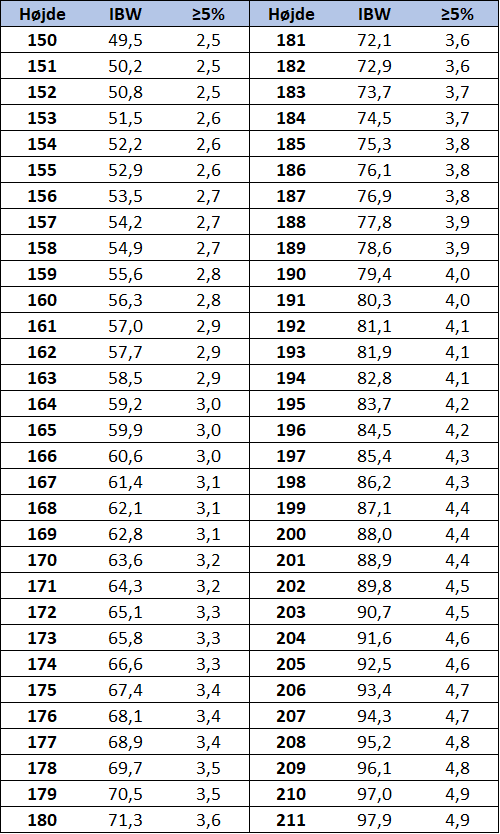 Højde IBW ≥5% Højde IBW ≥5%
150 49,5 2,5 181 72,1 3,6
151 50,2 2,5 182 72,9 3,6
152 50,8 2,5 183 73,7 3,7
153 51,5 2,6 184 74,5 3,7
154 52,2 2,6 185 75,3 3,8
155 52,9 2,6 186 76,1 3,8
156 53,5 2,7 187 76,9 3,8
157 54,2 2,7 188 77,8 3,9
158 54,9 2,7 189 78,6 3,9
159 55,6 2,8 190 79,4 4,0
160 56,3 2,8 191 80,3 4,0
161 57,0 2,9 192 81,1 4,1
162 57,7 2,9 193 81,9 4,1
163 58,5 2,9 194 82,8 4,1
164 59,2 3,0 195 83,7 4,2
165 59,9 3,0 196 84,5 4,2
166 60,6 3,0 197 85,4 4,3
167 61,4 3,1 198 86,2 4,3
168 62,1 3,1 199 87,1 4,4
169 62,8 3,1 200 88,0 4,4
170 63,6 3,2 201 88,9 4,4
171 64,3 3,2 202 89,8 4,5
172 65,1 3,3 203 90,7 4,5
173 65,8 3,3 204 91,6 4,6
174 66,6 3,3 205 92,5 4,6
175 67,4 3,4 206 93,4 4,7
176 68,1 3,4 207 94,3 4,7
177 68,9 3,4 208 95,2 4,8
178 69,7 3,5 209 96,1 4,8
179 70,5 3,5 210 97,0 4,9
180 71,3 3,6 211 97,9 4,9